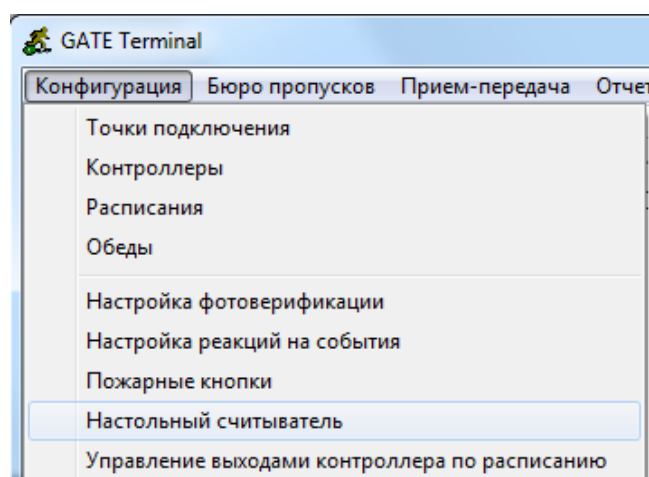 GATE Terminal
Конфигурация Бюро пропусков Прием-передача Отче
Точки подключения
Контроллеры
Расписания
Обеды
Настройка фотоверификации
Настройка реакций на события
Пожарные кнопки
Настольный считыватель
Управление выходами контроллера по расписанию